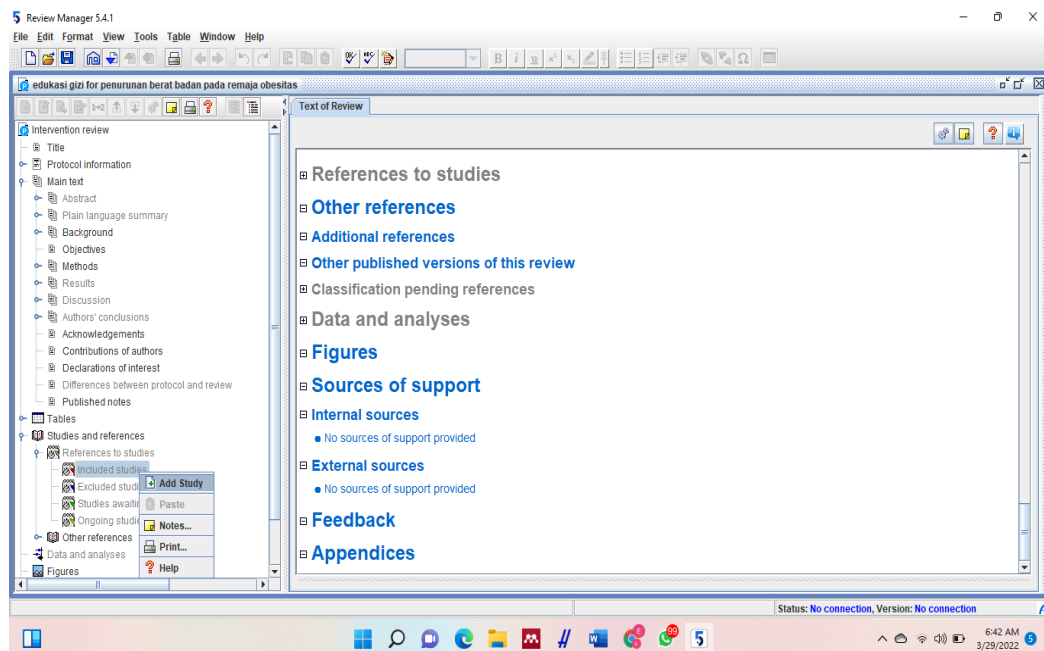 5 Review Manager 5.4.1
File Edit Format View Tools Table Window Help
edukasi gizi for penurunan berat badan pada remaja obesitas
Text of Review
Intervention review
Title
Protocol information
Main text
Abstract
Plain language summary
Background
Objectives
Methods
Results
Discussion
Authors' conclusions
Acknowledgements
Contributions of authors
Declarations of interest
Differences between protocol and review
Published notes
Tables
Studies and references
References to studies
Included studies
Excluded studi
Studies awaitin
Ongoing studie
Other references
Data and analyses
Figures
Add Study
Paste
Notes...
Print...
Help
References to studies
Other references
Additional references
Other published versions of this review
Classification pending references
Data and analyses
Figures
Sources of support
Internal sources
No sources of support provided
External sources
No sources of support provided
Feedback
Appendices
Status: No connection, Version: No connection
6:42 AM
3/29/2022